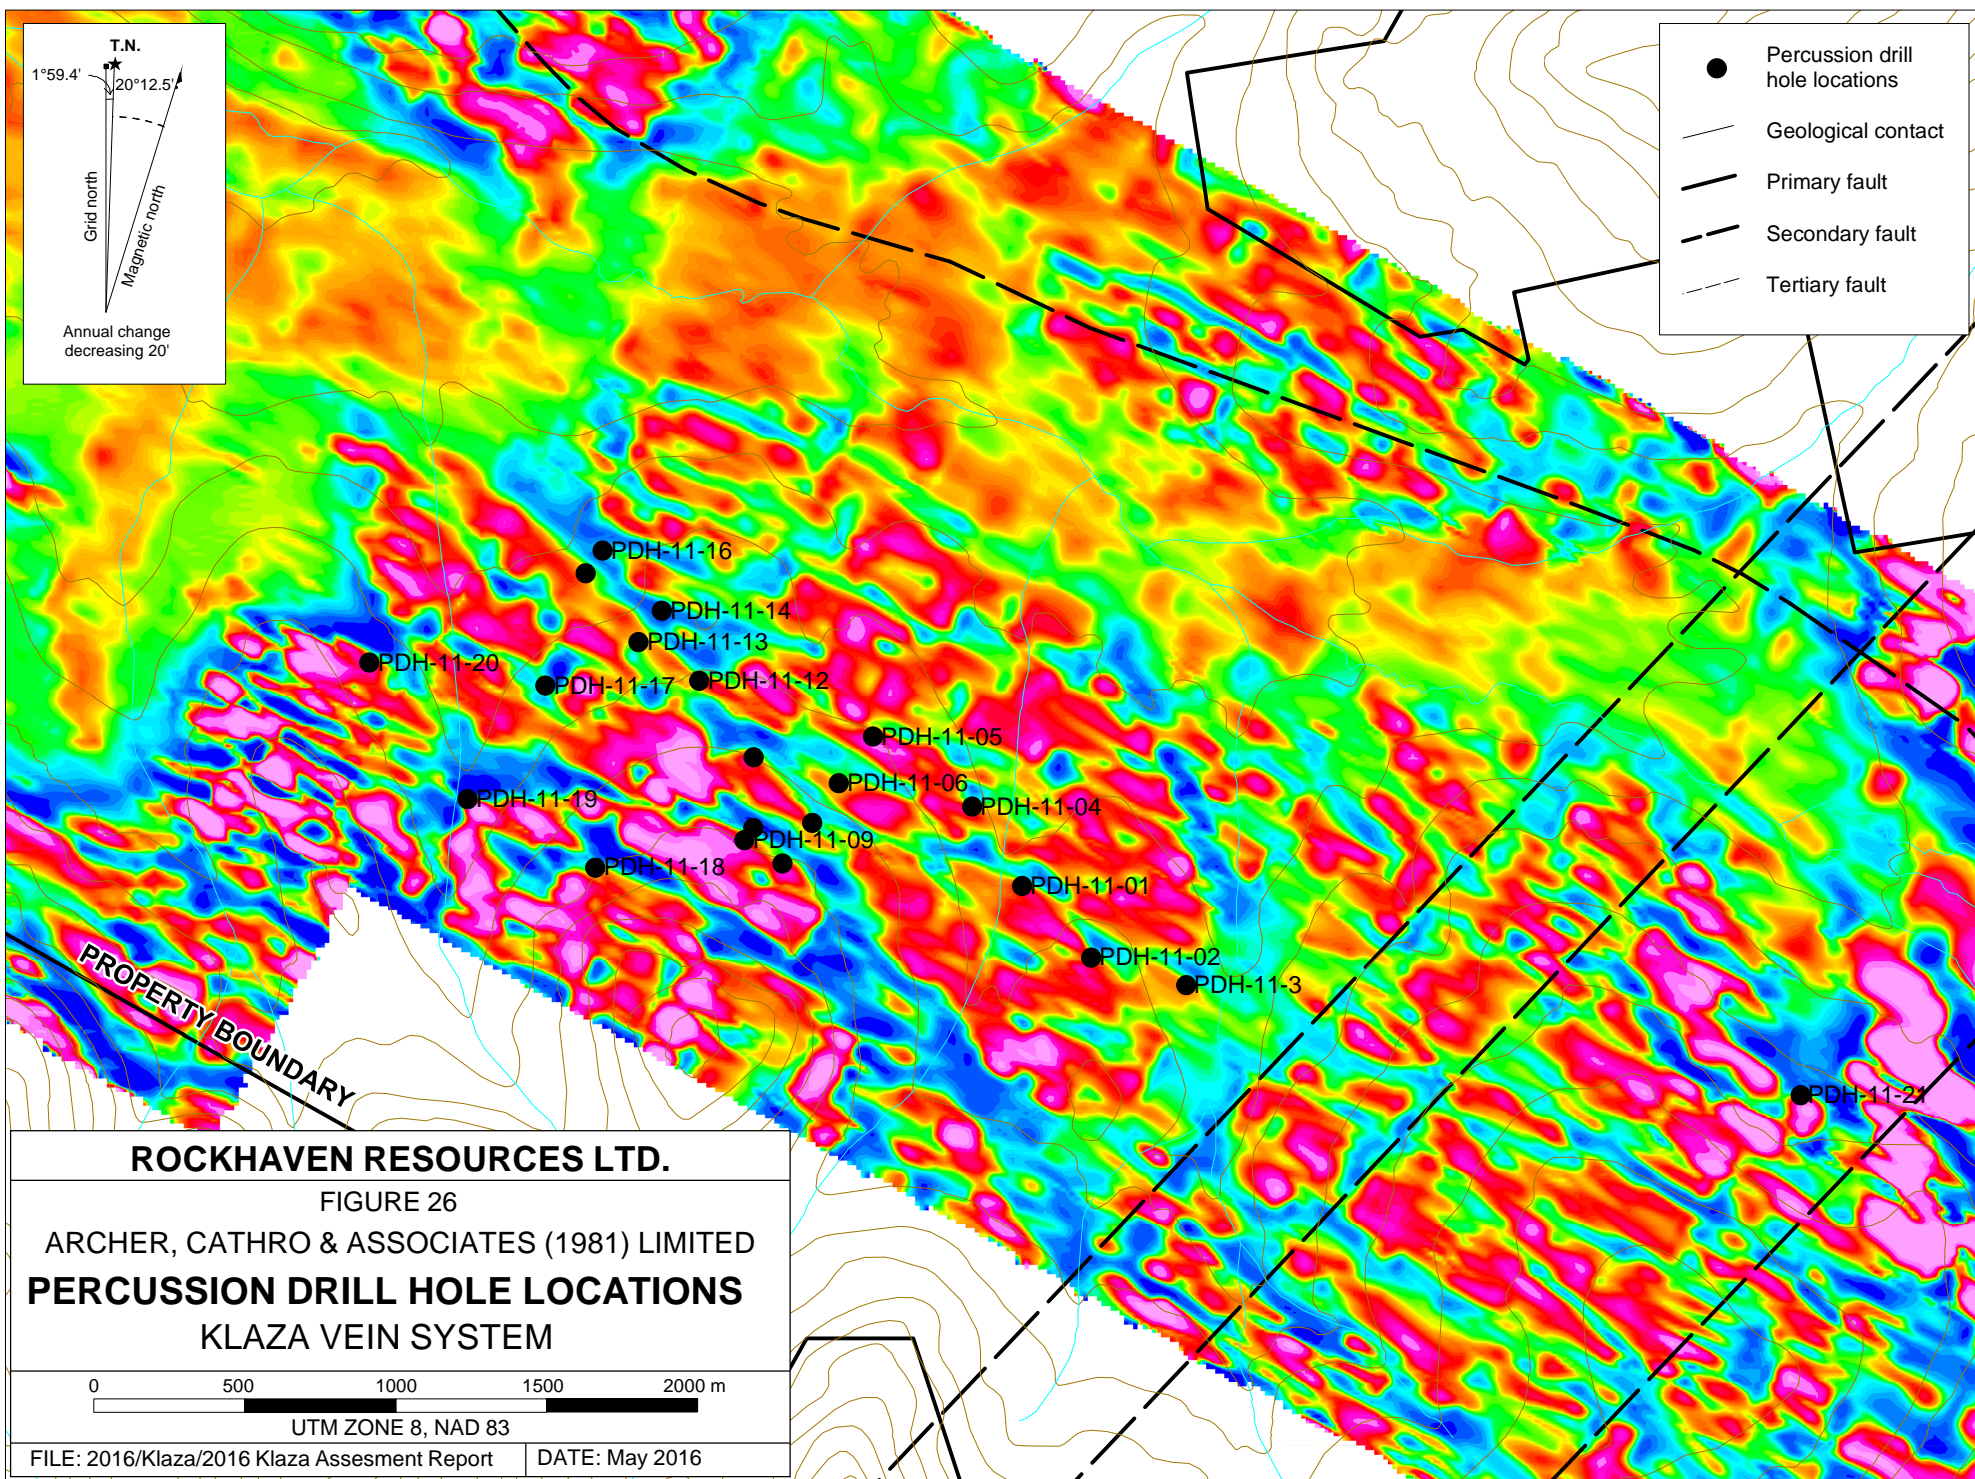 T.N.
1°59.4'
20°12.5'
Grid north
Magnetic north
Annual change
decreasing 20'
Percussion drill
hole locations
Geological contact
Primary fault
Secondary fault
Tertiary fault
PDH-11-16
PDH-11-14
PDH-11-13
PDH-11-20
PDH-11-17
PDH-11-12
PDH-11-05
PDH-11-06
PDH-11-19
PDH-11-04
PDH-11-09
PDH-11-18
PDH-11-01
PDH-11-02
PDH-11-3
PDH-11-21
PROPERTY BOUNDARY
ROCKHAVEN RESOURCES LTD.
FIGURE 26
ARCHER, CATHRO & ASSOCIATES (1981) LIMITED
PERCUSSION DRILL HOLE LOCATIONS
KLAZA VEIN SYSTEM
0 500 1000 1500 2000 m
UTM ZONE 8, NAD 83
FILE: 2016/Klaza/2016 Klaza Assesment Report
DATE: May 2016